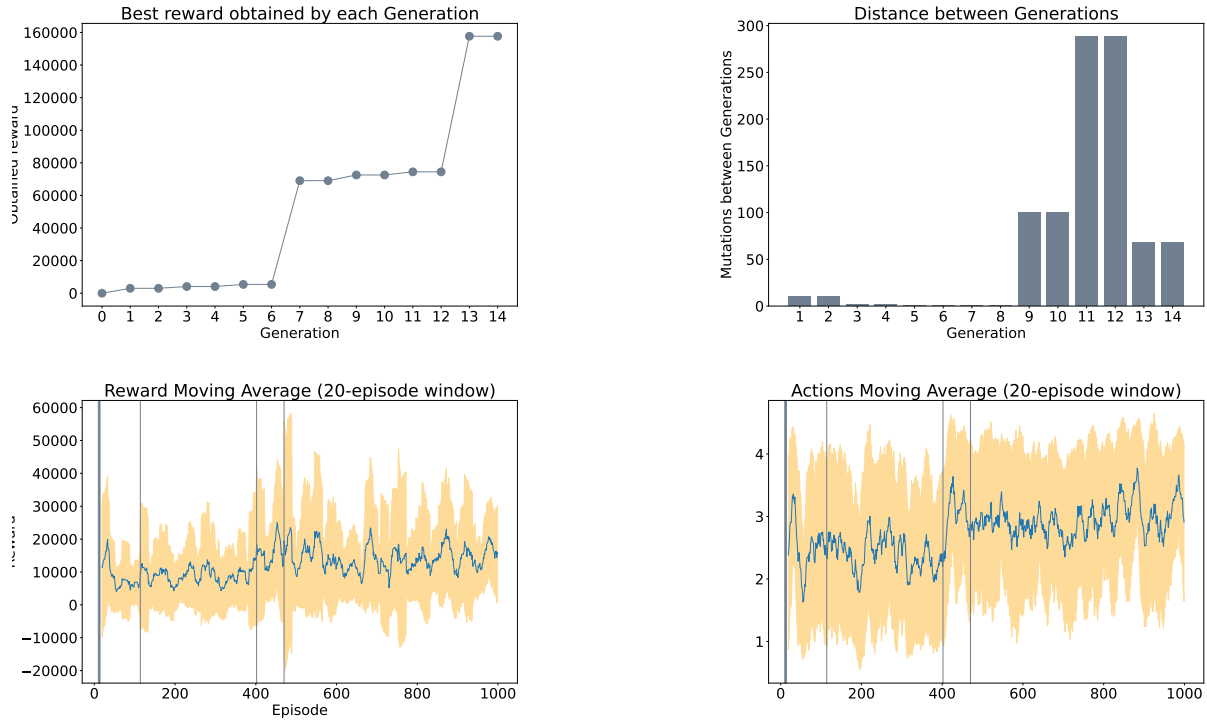 Best reward obtained by each Generation
160000
140000
120000
100000
80000
60000
40000
20000
0
Obtained reward
0 1 2 3 4 5 6 7 8 9 10 11 12 13 14
Generation
Distance between Generations
300
250
200
150
100
50
0
Mutations between Generations
1 2 3 4 5 6 7 8 9 10 11 12 13 14
Generation
Reward Moving Average (20-episode window)
60000
50000
40000
30000
20000
10000
0
−10000
−20000
Reward
0 200 400 600 800 1000
Episode
Actions Moving Average (20-episode window)
4
3
2
1
0 200 400 600 800 1000